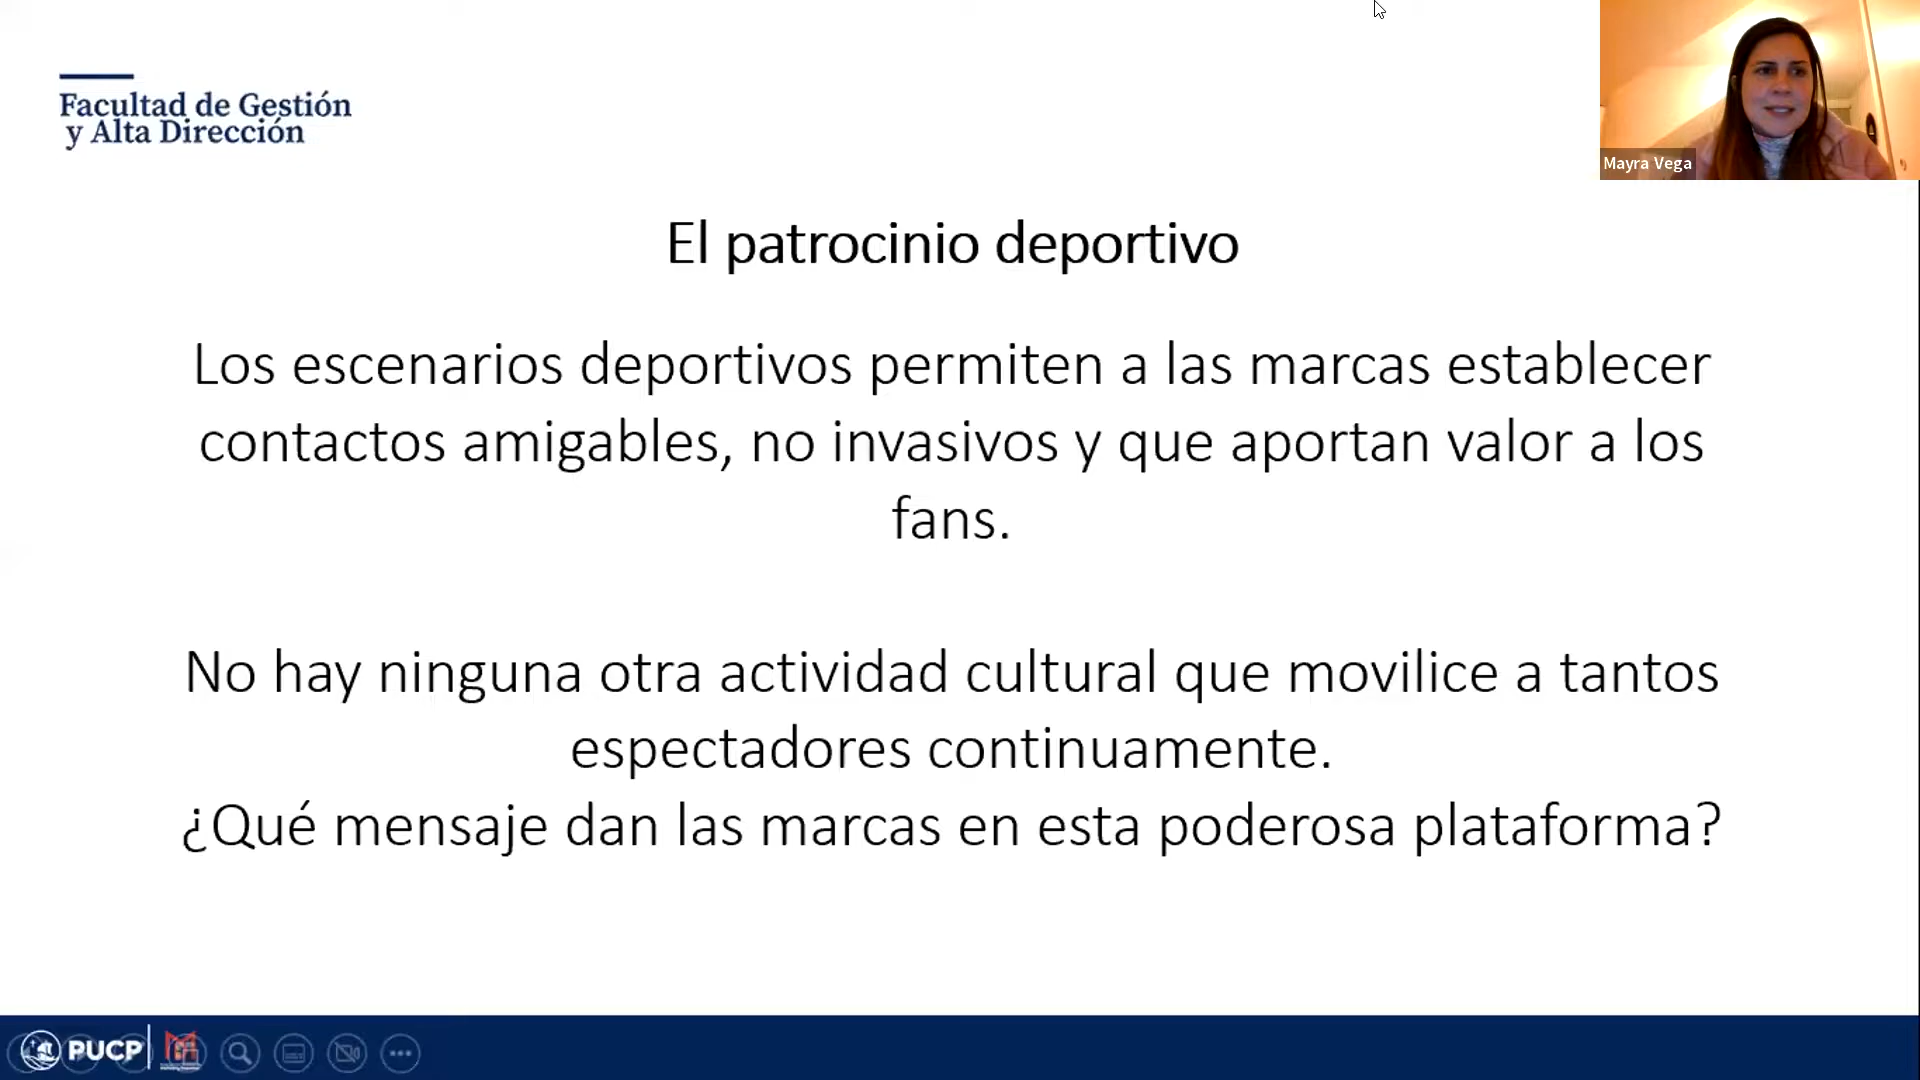 Facultad de Gestión
y Alta Dirección
Mayra Vega
El patrocinio deportivo
Los escenarios deportivos permiten a las marcas establecer
contactos amigables, no invasivos y que aportan valor a los
fans.
No hay ninguna otra actividad cultural que movilice a tantos
espectadores continuamente.
¿Qué mensaje dan las marcas en esta poderosa plataforma?
PUCP